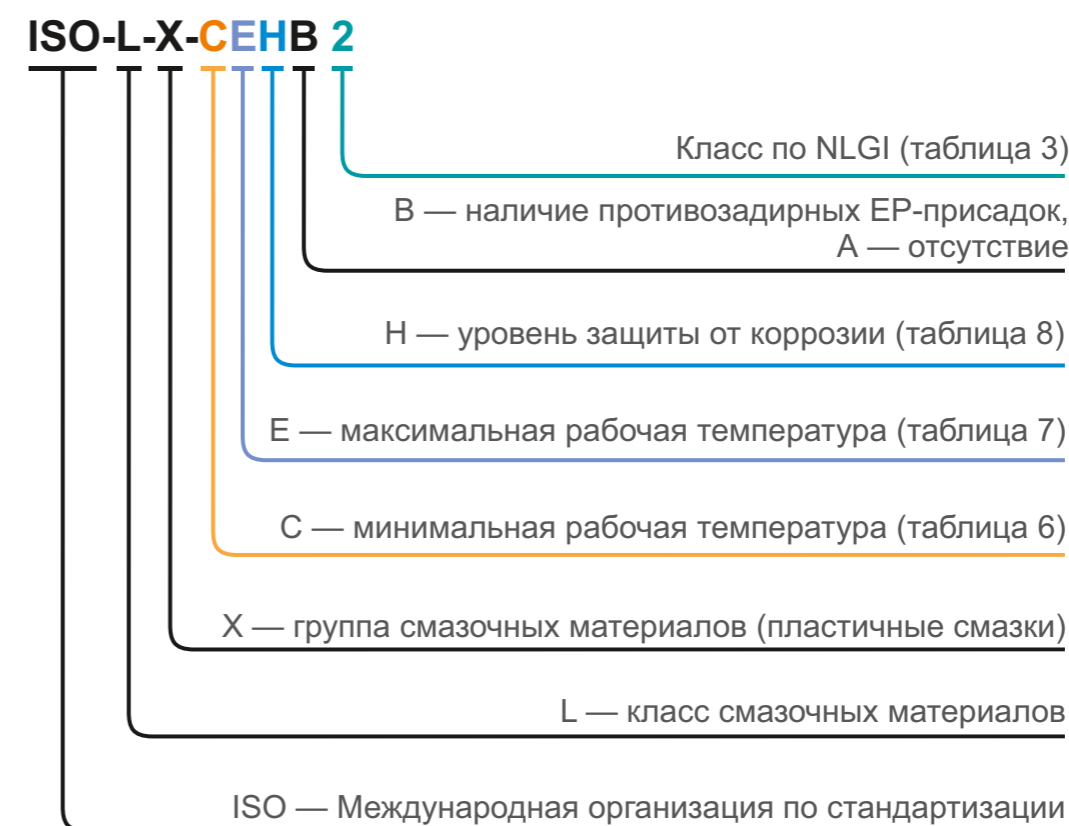 ISO-L-X-CEHB 2
Класс по NLGI (таблица 3)
B — наличие противозадирных EP-присадок,
A — отсутствие
H — уровень защиты от коррозии (таблица 8)
E — максимальная рабочая температура (таблица 7)
C — минимальная рабочая температура (таблица 6)
X — группа смазочных материалов (пластичные смазки)
L — класс смазочных материалов
ISO — Международная организация по стандартизации